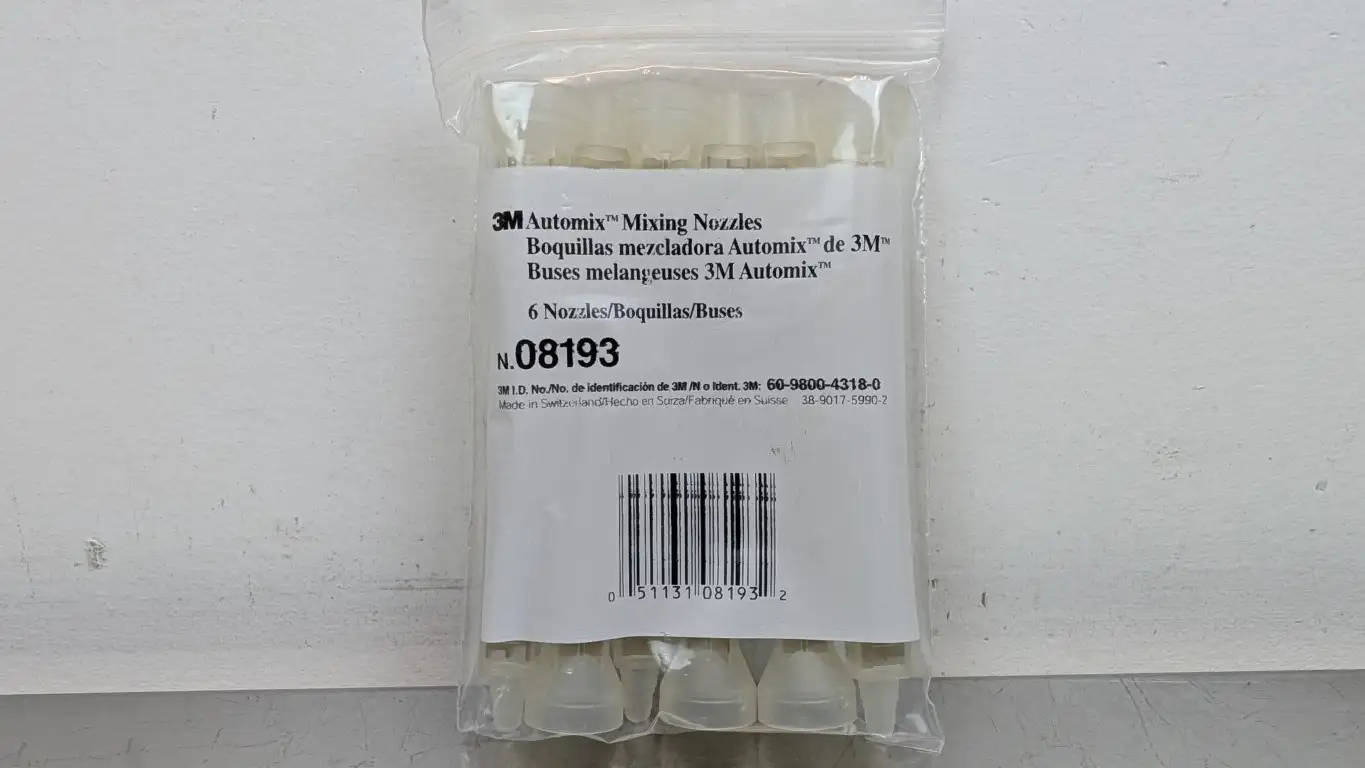 3M Automix™ Mixing Nozzles
Boquillas mezcladora Automix™ de 3M™
Buses melangeuses 3M Automix™
6 Nozzles/Boquillas/Buses
N.08193
3M I.D. No./No. de identificación de 3M /N o Ident. 3M: 60-9800-4318-0
Made in Switzerland/Hecho en Suiza/Fabriqué en Suisse 38-9017-5990-2
0 51131 08193 2